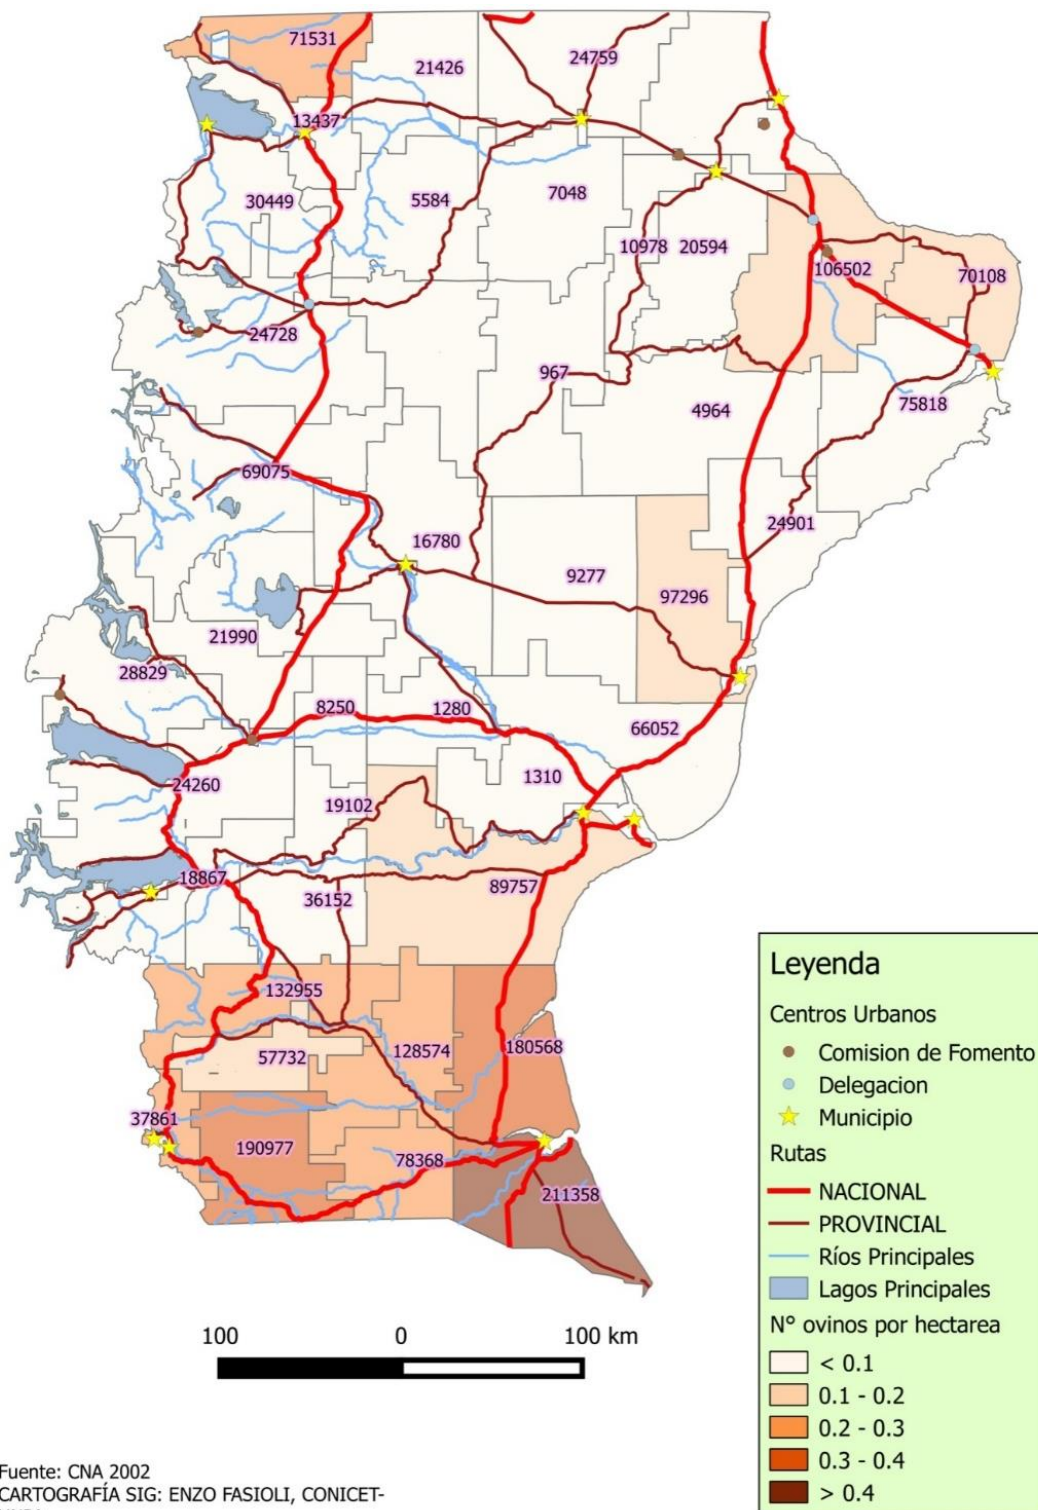 71531
21426
24759
13437
30449
5584
7048
10978
20594
106502
70108
24728
967
4964
75818
69075
16780
24901
9277
97296
21990
28829
8250
1280
66052
24260
19102
1310
18867
36152
89757
132955
57732
128574
180568
37861
190977
78368
211358
Leyenda
Centros Urbanos
Comision de Fomento
Delegacion
Municipio
Rutas
NACIONAL
PROVINCIAL
Ríos Principales
Lagos Principales
N° ovinos por hectarea
< 0.1
0.1 - 0.2
0.2 - 0.3
0.3 - 0.4
> 0.4
100 0 100 km
Fuente: CNA 2002
CARTOGRAFÍA SIG: ENZO FASIOLI, CONICET-